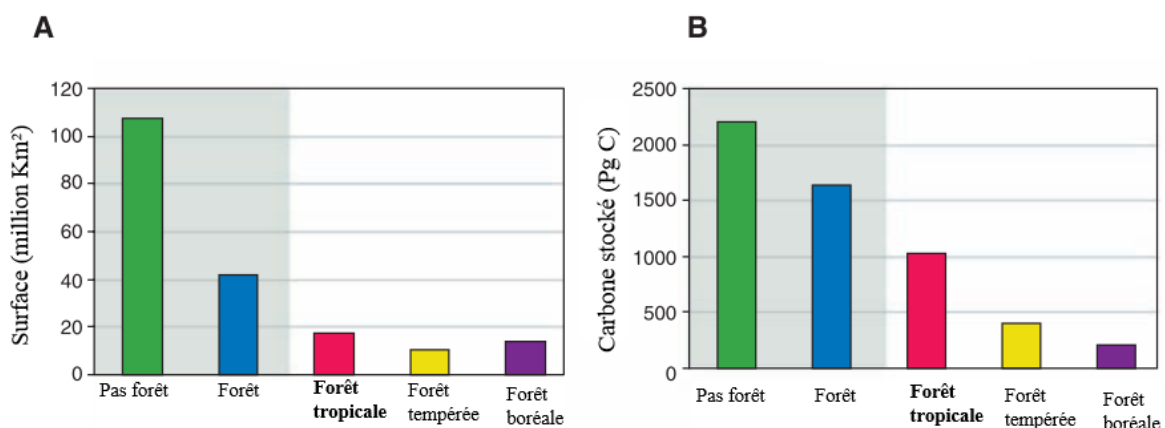 A
Surface (million Km²)
120
100
80
60
40
20
0
Pas forêt
Forêt
Forêt
tropicale
Forêt
tempérée
Forêt
boréale
B
Carbone stocké (Pg C)
2500
2000
1500
1000
500
0
Pas forêt
Forêt
Forêt
tropicale
Forêt
tempérée
Forêt
boréale